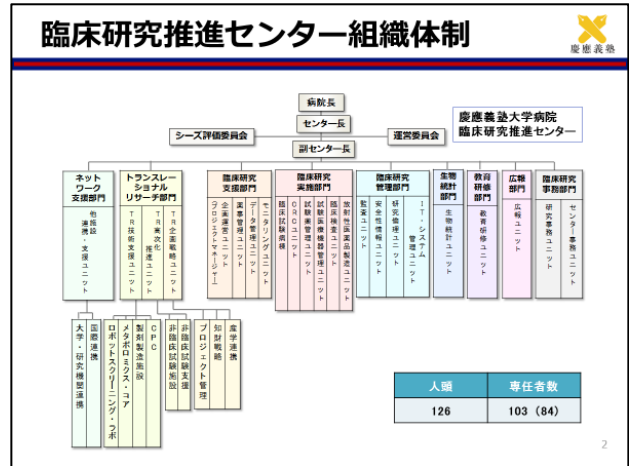 臨床研究推進センター組織体制
慶應義塾
病院長
センター長
シーズ評価委員会
運営委員会
副センター長
慶應義塾大学病院
臨床研究推進センター
ネット
ワーク
支援部門
他施設
連携・支援ユニット
トランスレー
ショナル
リサーチ部門
TR企画戦略ユニット
TR実次化
推進ユニット
TR技術支援ユニット
臨床研究
支援部門
モニタリングユニット
データ管理ユニット
薬事管理ユニット
企画運営ユニット
(プロジェクトマネージャー)
臨床研究
実施部門
放射性医薬品製造ユニット
臨床検査ユニット
試験医療機器管理ユニット
試験薬管理ユニット
CRCユニット
臨床試験病棟
臨床研究
管理部門
IT・システム
管理ユニット
研究倫理ユニット
安全性情報ユニット
監査ユニット
生物
統計部門
生物統計ユニット
教育
研修部門
教育研修ユニット
広報
部門
広報ユニット
臨床研究
事務部門
センター事務ユニット
研究事務ユニット
国際連携
大学・研究機関連携
CPC
製剤製造施設
メタボロミクス・コア
ロボットスクリーニング・ラボ
非臨床試験支援
非臨床試験施設
産学連携
知財戦略
プロジェクト管理
人頭
専任者数
126
103（84）
2